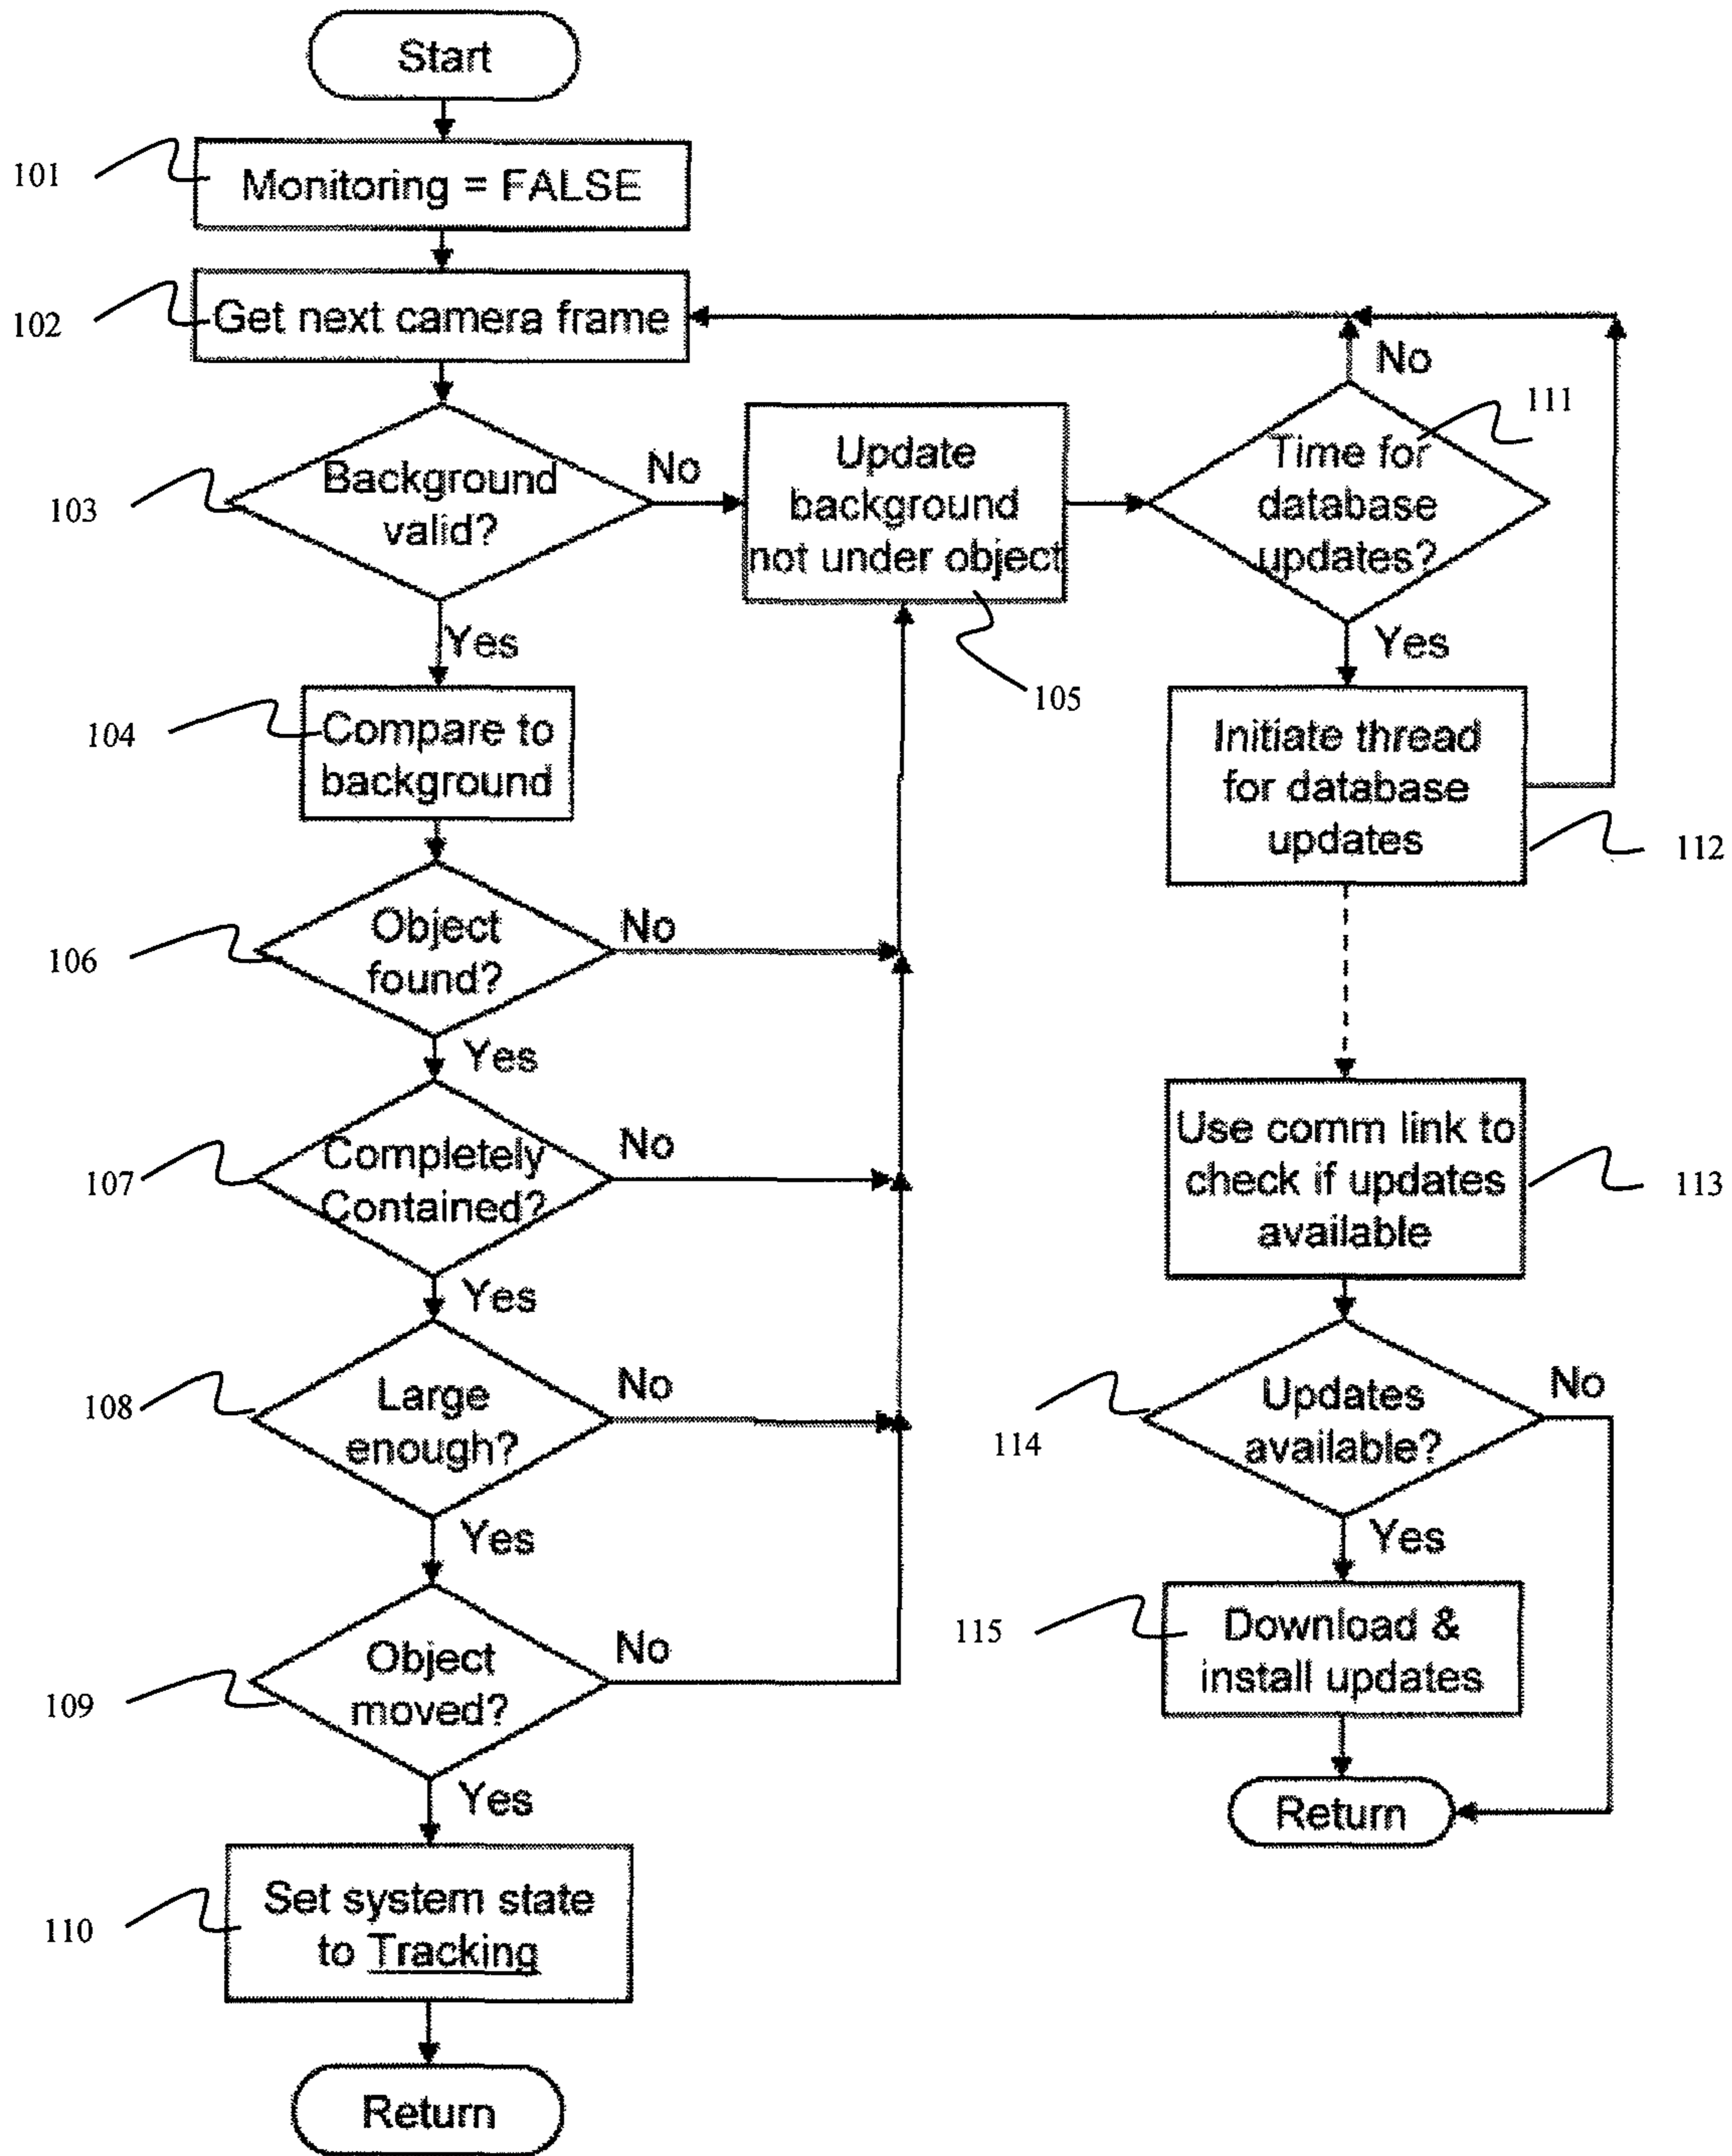 Start
101
Monitoring = FALSE
102
Get next camera frame
103
Background
valid?
No
Yes
Update
background
not under object
105
111
Time for
database
updates?
No
Yes
104
Compare to
background
Initiate thread
for database
updates
112
106
Object
found?
No
Yes
107
Completely
Contained?
No
Yes
Use comm link to
check if updates
available
113
108
Large
enough?
No
Yes
114
Updates
available?
No
Yes
109
Object
moved?
No
Yes
115
Download &
install updates
Return
110
Set system state
to Tracking
Return